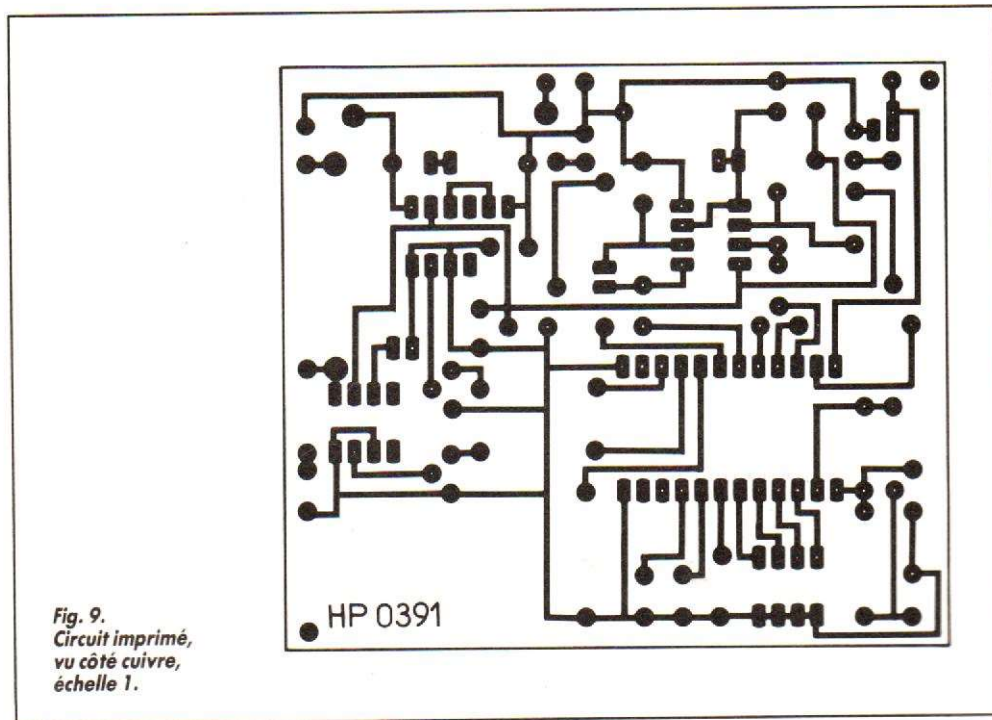 HP 0391
Fig. 9.
Circuit imprimé,
vu côté cuivre,
échelle 1.